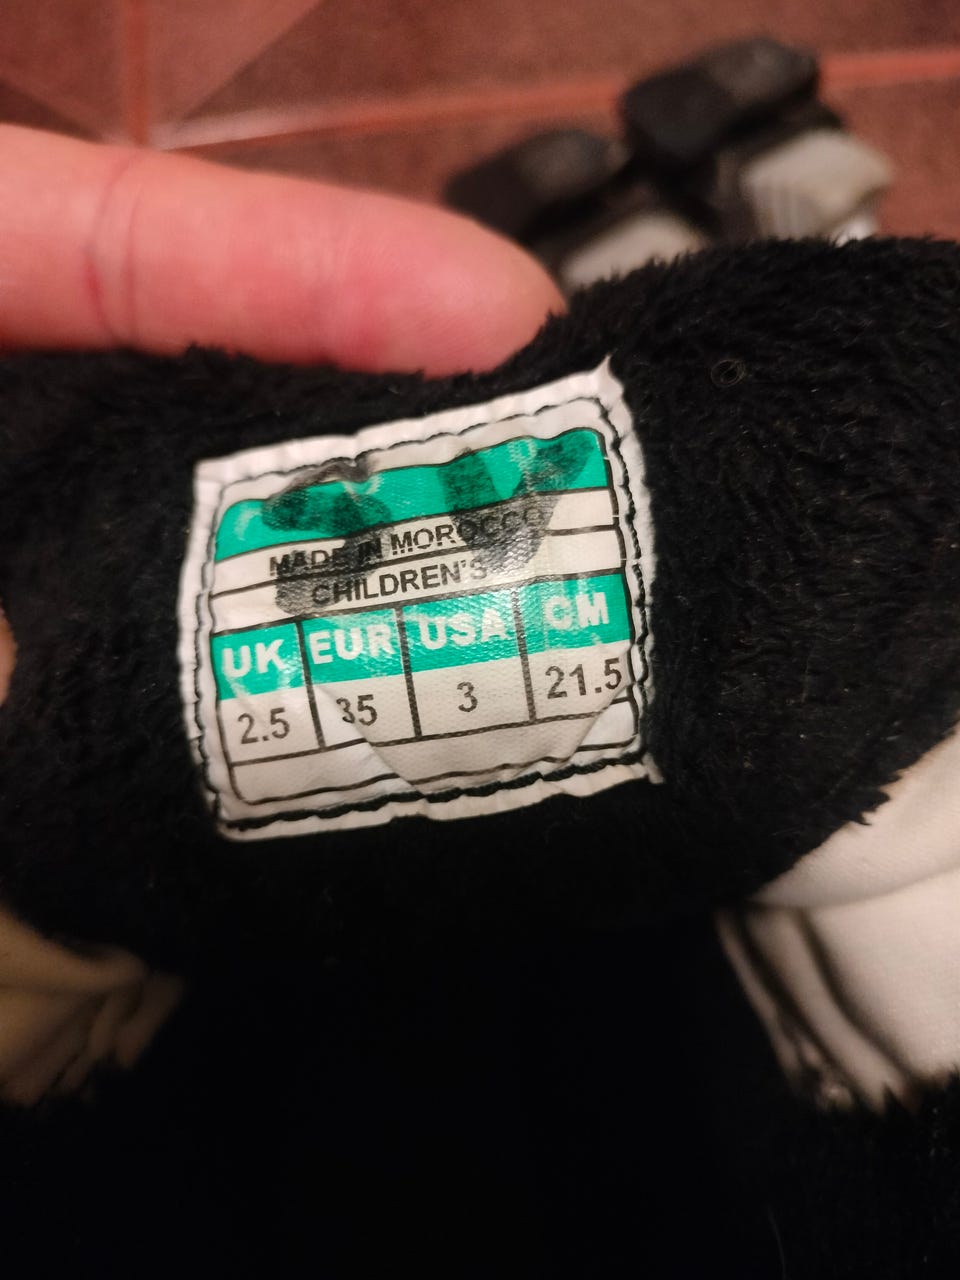 MADE IN MOROCCO
CHILDREN'S
UK EUR USA CM
2.5 35 3 21.5